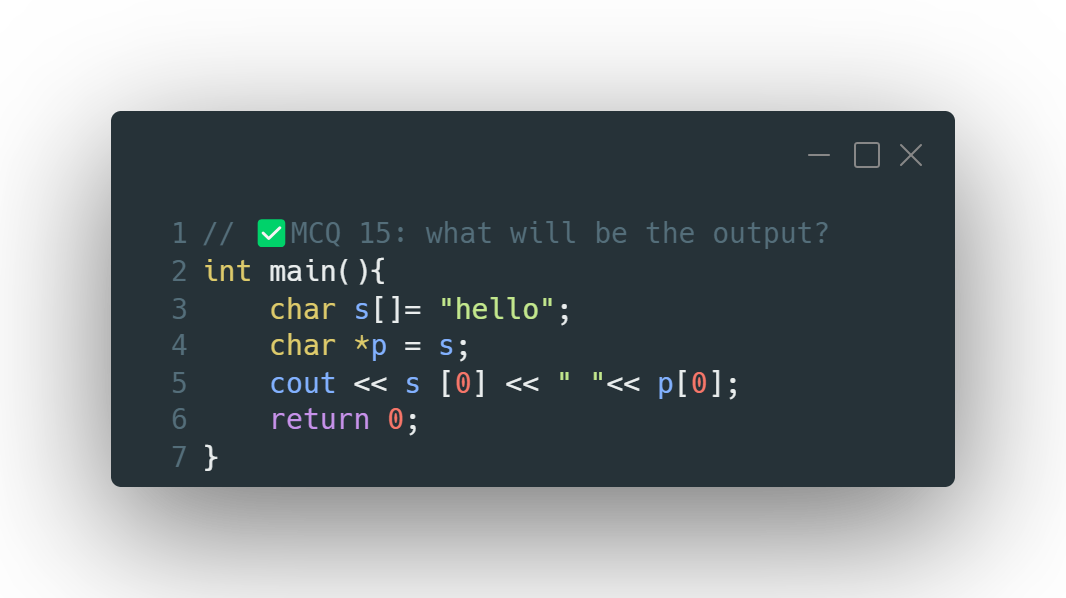 1 // ✅MCQ 15: what will be the output?
2 int main(){
3     char s[]= "hello";
4     char *p = s;
5     cout << s [0] << " "<< p[0];
6     return 0;
7 }